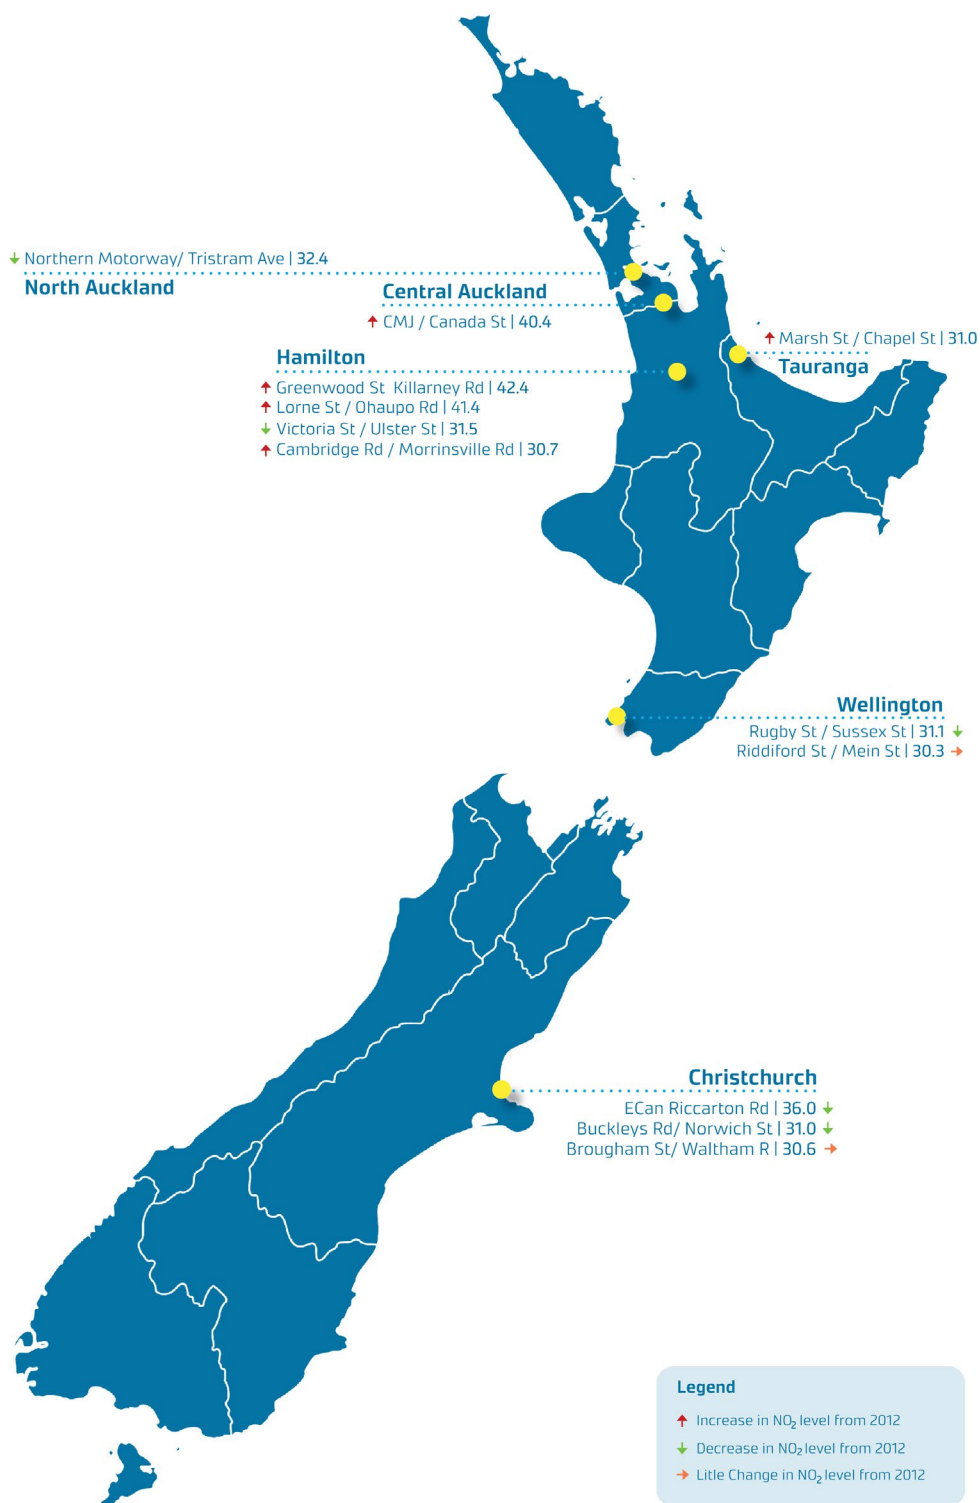 ↓ Northern Motorway/ Tristram Ave | 32.4
North Auckland
Central Auckland
↑ CMJ / Canada St | 40.4
↑ Marsh St / Chapel St | 31.0
Tauranga
Hamilton
↑ Greenwood St Killarney Rd | 42.4
↑ Lorne St / Ohaupo Rd | 41.4
↓ Victoria St / Ulster St | 31.5
↑ Cambridge Rd / Morrinsville Rd | 30.7
Wellington
Rugby St / Sussex St | 31.1 ↓
Riddiford St / Mein St | 30.3 →
Christchurch
ECan Riccarton Rd | 36.0 ↓
Buckleys Rd/ Norwich St | 31.0 ↓
Brougham St/ Waltham R | 30.6 →
Legend
↑ Increase in NO₂ level from 2012
↓ Decrease in NO₂ level from 2012
→ Litle Change in NO₂ level from 2012